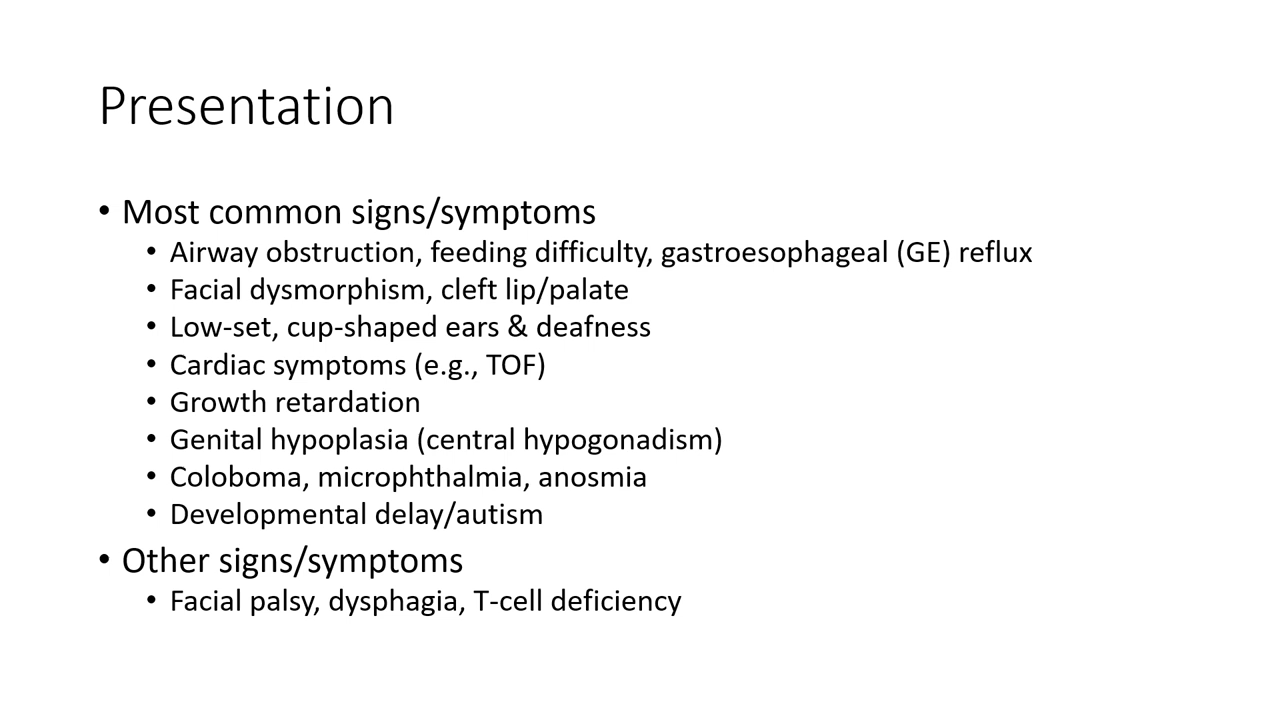 Presentation
• Most common signs/symptoms
• Airway obstruction, feeding difficulty, gastroesophageal (GE) reflux
• Facial dysmorphism, cleft lip/palate
• Low-set, cup-shaped ears & deafness
• Cardiac symptoms (e.g., TOF)
• Growth retardation
• Genital hypoplasia (central hypogonadism)
• Coloboma, microphthalmia, anosmia
• Developmental delay/autism
• Other signs/symptoms
• Facial palsy, dysphagia, T-cell deficiency